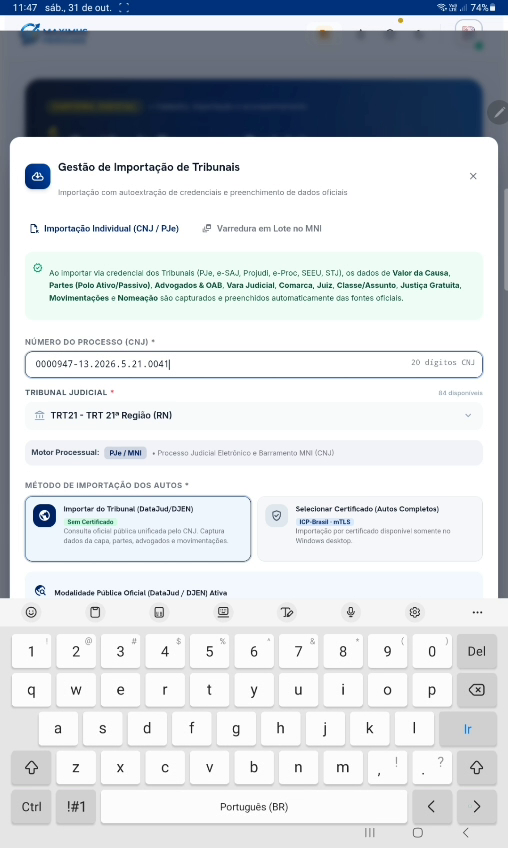 11:47 sáb., 31 de out.
74%
MAXIMUS
Gestão de Importação de Tribunais
Importação com autoextração de credenciais e preenchimento de dados oficiais
Importação Individual (CNJ / PJe)
Varredura em Lote no MNI
Ao importar via credencial dos Tribunais (PJe, e-SAJ, Projudi, e-Proc, SEEU, STJ), os dados de Valor da Causa,
Partes (Polo Ativo/Passivo), Advogados & OAB, Vara Judicial, Comarca, Juiz, Classe/Assunto, Justiça Gratuita,
Movimentações e Nomeação são capturados e preenchidos automaticamente das fontes oficiais.
NÚMERO DO PROCESSO (CNJ) *
0000947-13.2026.5.21.0041
20 dígitos CNJ
TRIBUNAL JUDICIAL *
84 disponíveis
TRT21 - TRT 21ª Região (RN)
Motor Processual: PJe / MNI • Processo Judicial Eletrônico e Barramento MNI (CNJ)
MÉTODO DE IMPORTAÇÃO DOS AUTOS *
Importar do Tribunal (DataJud/DJEN)
Sem Certificado
Consulta oficial pública unificada pelo CNJ. Captura
dados da capa, partes, advogados e movimentações.
Selecionar Certificado (Autos Completos)
ICP-Brasil · mTLS
Importação por certificado disponível somente no
Windows desktop.
Modalidade Pública Oficial (DataJud / DJEN) Ativa
1 ! 2 @ 3 # 4 $ 5 % 6 ^ 7 & 8 * 9 ( 0 ) Del
q w e r t y u i o p
a s d f g h j k l Ir
z x c v b n m , ! . ?
Ctrl !#1 Português (BR)